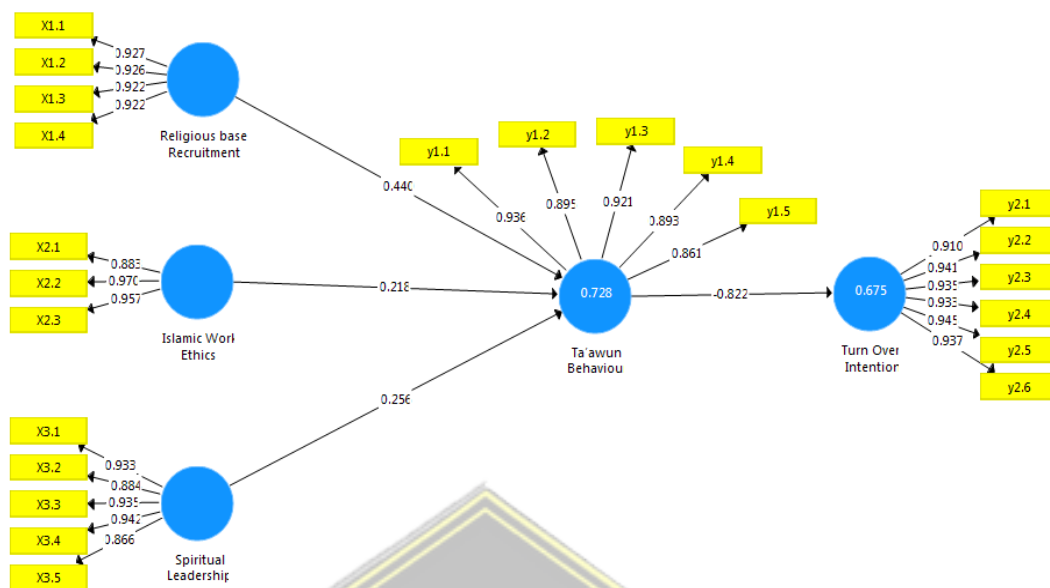 X1.1
X1.2
X1.3
X1.4
0.927
0.926
0.922
0.922
Religious base
Recruitment
0.440
X2.1
X2.2
X2.3
0.883
0.970
0.957
Islamic Work
Ethics
0.218
X3.1
X3.2
X3.3
X3.4
X3.5
0.933
0.884
0.935
0.942
0.866
Spiritual
Leadership
0.256
y1.1
y1.2
y1.3
y1.4
y1.5
0.936
0.895
0.921
0.893
0.861
0.728
Ta'awun
Behaviou
-0.822
0.675
Turn Over
Intention
0.910
0.941
0.935
0.933
0.945
0.937
y2.1
y2.2
y2.3
y2.4
y2.5
y2.6